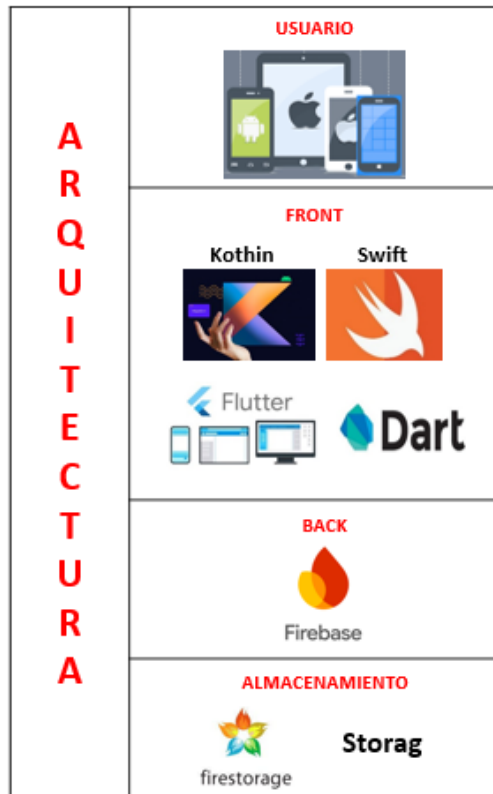 ARQUITECTURA
USUARIO
FRONT
Kothin
Swift
Flutter
Dart
BACK
Firebase
ALMACENAMIENTO
firestorage
Storag